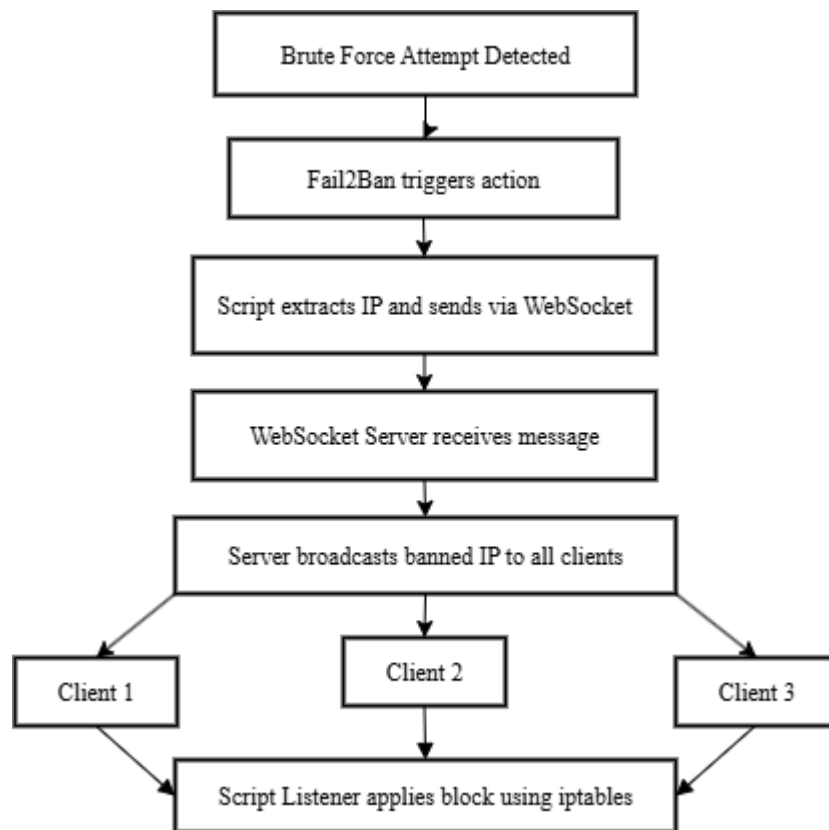 Brute Force Attempt Detected
Fail2Ban triggers action
Script extracts IP and sends via WebSocket
WebSocket Server receives message
Server broadcasts banned IP to all clients
Client 1
Client 2
Client 3
Script Listener applies block using iptables